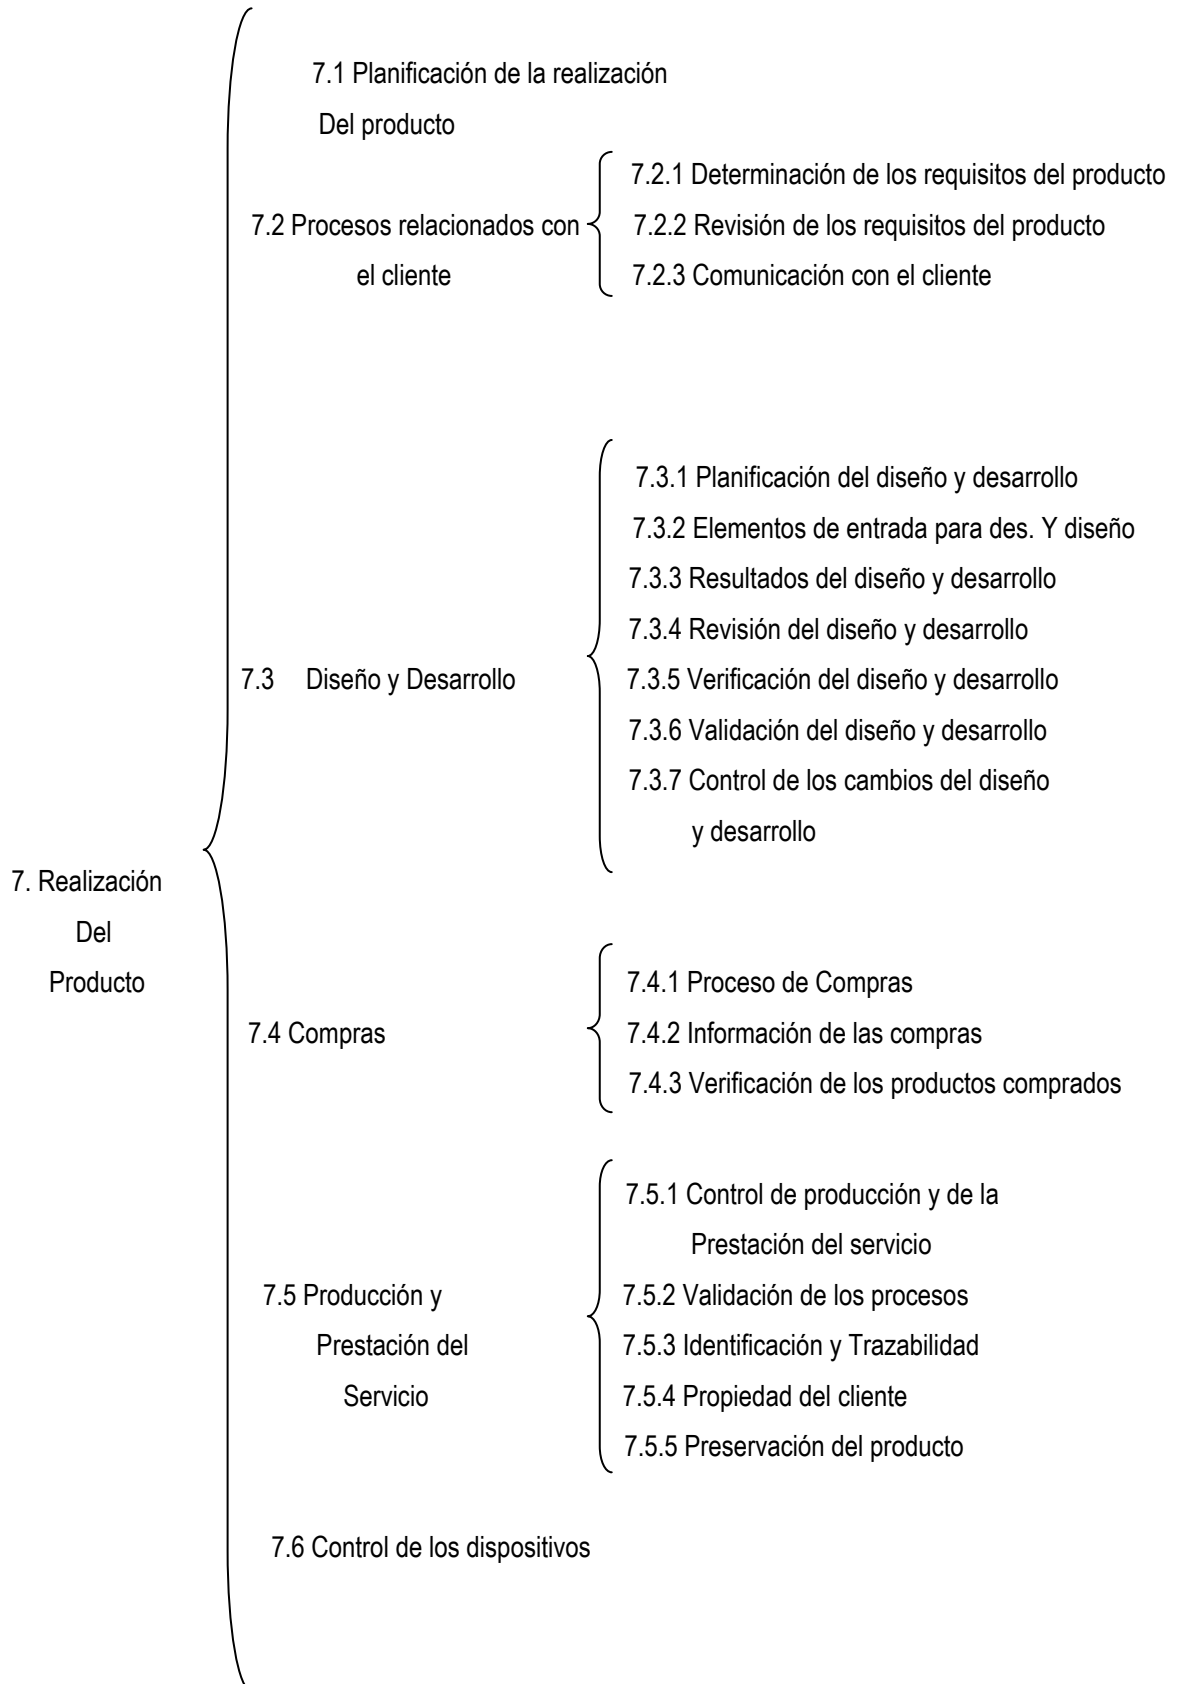 7.1 Planificación de la realización
Del producto
7.2 Procesos relacionados con
el cliente
7.2.1 Determinación de los requisitos del producto
7.2.2 Revisión de los requisitos del producto
7.2.3 Comunicación con el cliente
7.3 Diseño y Desarrollo
7.3.1 Planificación del diseño y desarrollo
7.3.2 Elementos de entrada para des. Y diseño
7.3.3 Resultados del diseño y desarrollo
7.3.4 Revisión del diseño y desarrollo
7.3.5 Verificación del diseño y desarrollo
7.3.6 Validación del diseño y desarrollo
7.3.7 Control de los cambios del diseño
y desarrollo
7. Realización
Del
Producto
7.4 Compras
7.4.1 Proceso de Compras
7.4.2 Información de las compras
7.4.3 Verificación de los productos comprados
7.5 Producción y
Prestación del
Servicio
7.5.1 Control de producción y de la
Prestación del servicio
7.5.2 Validación de los procesos
7.5.3 Identificación y Trazabilidad
7.5.4 Propiedad del cliente
7.5.5 Preservación del producto
7.6 Control de los dispositivos